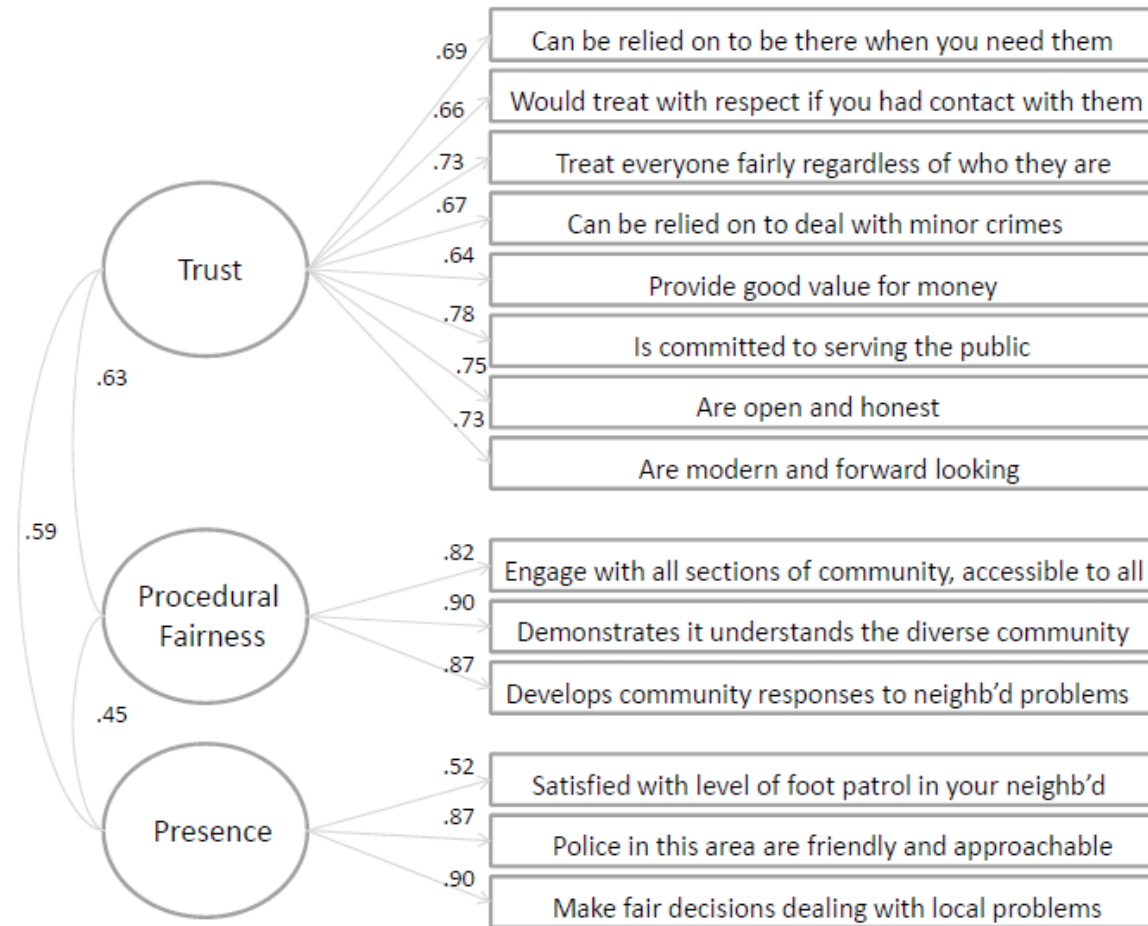 .69
Can be relied on to be there when you need them
.66
Would treat with respect if you had contact with them
.73
Treat everyone fairly regardless of who they are
.67
Can be relied on to deal with minor crimes
Trust
.64
Provide good value for money
.78
Is committed to serving the public
.75
Are open and honest
.73
Are modern and forward looking
.63
.59
Procedural
Fairness
.82
Engage with all sections of community, accessible to all
.90
Demonstrates it understands the diverse community
.87
Develops community responses to neighb'd problems
.45
Presence
.52
Satisfied with level of foot patrol in your neighb'd
.87
Police in this area are friendly and approachable
.90
Make fair decisions dealing with local problems